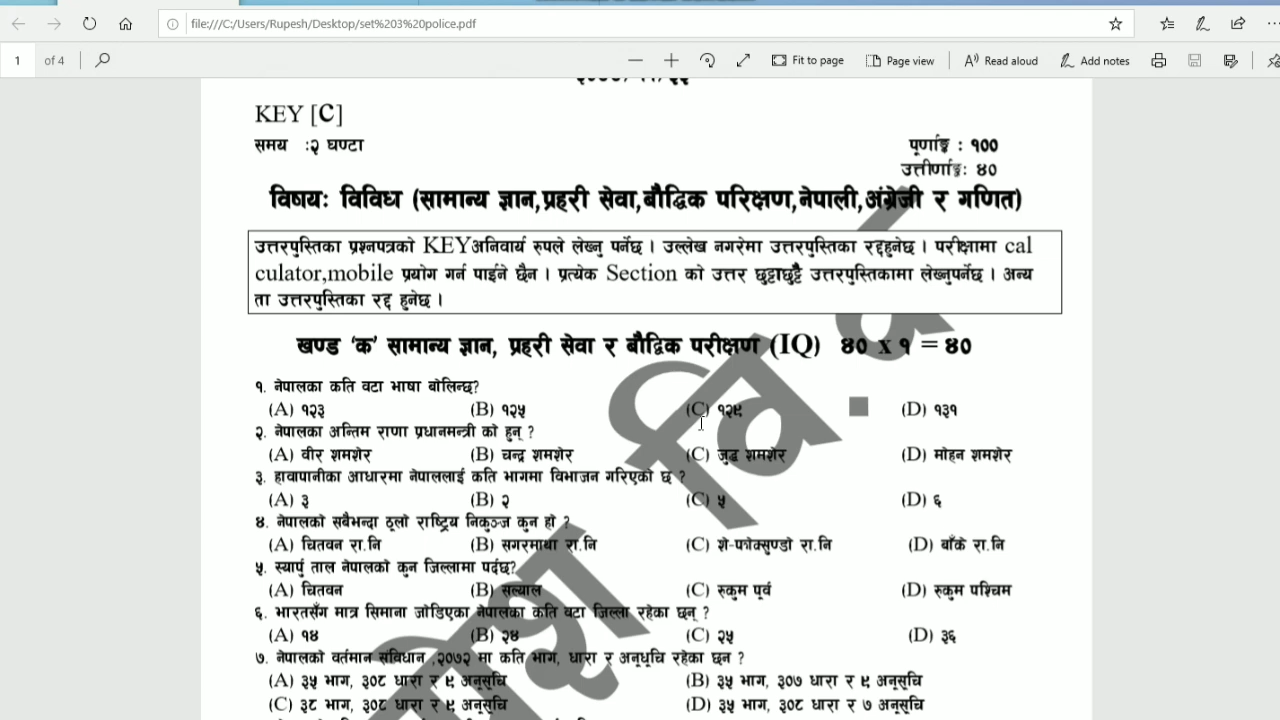 file:///C:/Users/Rupesh/Desktop/set%203%20police.pdf
1 of 4 Fit to page Page view Read aloud Add notes
KEY [C]
समय :२ घण्टा पूर्णाङ्क : १००
उत्तीर्णाङ्क: ४०
विषयः विविध (सामान्य ज्ञान,प्रहरी सेवा,बौद्धिक परिक्षण,नेपाली,अंग्रेजी र गणित)
उत्तरपुस्तिका प्रश्नपत्रको KEYअनिवार्य रुपले लेख्नु पर्नेछ । उल्लेख नगरेमा उत्तरपुस्तिका रद्दहुनेछ । परीक्षामा cal
culator,mobile प्रयोग गर्न पाईने छैन । प्रत्येक Section को उत्तर छुट्टाछुट्टै उत्तरपुस्तिकामा लेख्नुपर्नेछ । अन्य
ता उत्तरपुस्तिका रद्द हुनेछ ।
खण्ड 'क' सामान्य ज्ञान, प्रहरी सेवा र बौद्धिक परीक्षण (IQ) ४० x १ = ४०
१. नेपालका कति वटा भाषा बोलिन्छ?
(A) १२३ (B) १२५ (C) १२९ (D) १३१
२. नेपालका अन्तिम राणा प्रधानमन्त्री को हुन् ?
(A) वीर शमशेर (B) चन्द्र शमशेर (C) जुद्ध शमशेर (D) मोहन शमशेर
३. हावापानीका आधारमा नेपाललाई कति भागमा विभाजन गरिएको छ ?
(A) ३ (B) २ (C) ५ (D) ६
४. नेपालको सबैभन्दा ठूलो राष्ट्रिय निकुञ्ज कुन हो ?
(A) चितवन रा.नि (B) सगरमाथा रा.नि (C) शे-फोक्सुण्डो रा.नि (D) बाँके रा.नि
५. स्यार्पु ताल नेपालको कुन जिल्लामा पर्दछ?
(A) चितवन (B) सल्यान (C) रुकुम पूर्व (D) रुकुम पश्चिम
६. भारतसँग मात्र सिमाना जोडिएका नेपालका कति वटा जिल्ला रहेका छन् ?
(A) १४ (B) २४ (C) २५ (D) ३६
७. नेपालको वर्तमान संविधान ,२०७२ मा कति भाग, धारा र अनुधूचि रहेका छन ?
(A) ३५ भाग, ३०८ धारा र ९ अनुसूचि (B) ३५ भाग, ३०७ धारा र ९ अनुसूचि
(C) ३८ भाग, ३०८ धारा र ९ अनुसूचि (D) ३५ भाग, ३०८ धारा र ७ अनुसूचि